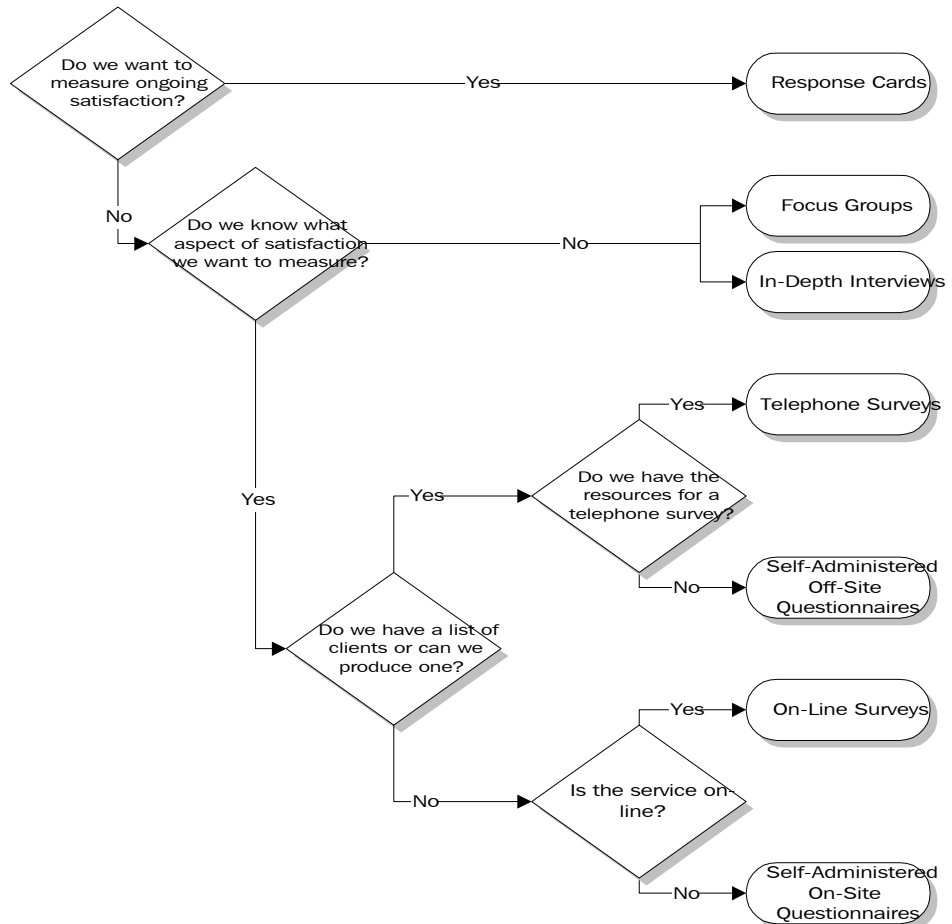 Do we want to
measure ongoing
satisfaction?
Yes
Response Cards
No
Do we know what
aspect of satisfaction
we want to measure?
No
Focus Groups
In-Depth Interviews
Yes
Do we have a list of
clients or can we
produce one?
Yes
Do we have the
resources for a
telephone survey?
Yes
Telephone Surveys
No
Self-Administered
Off-Site
Questionnaires
No
Is the service on-
line?
Yes
On-Line Surveys
No
Self-Administered
On-Site
Questionnaires